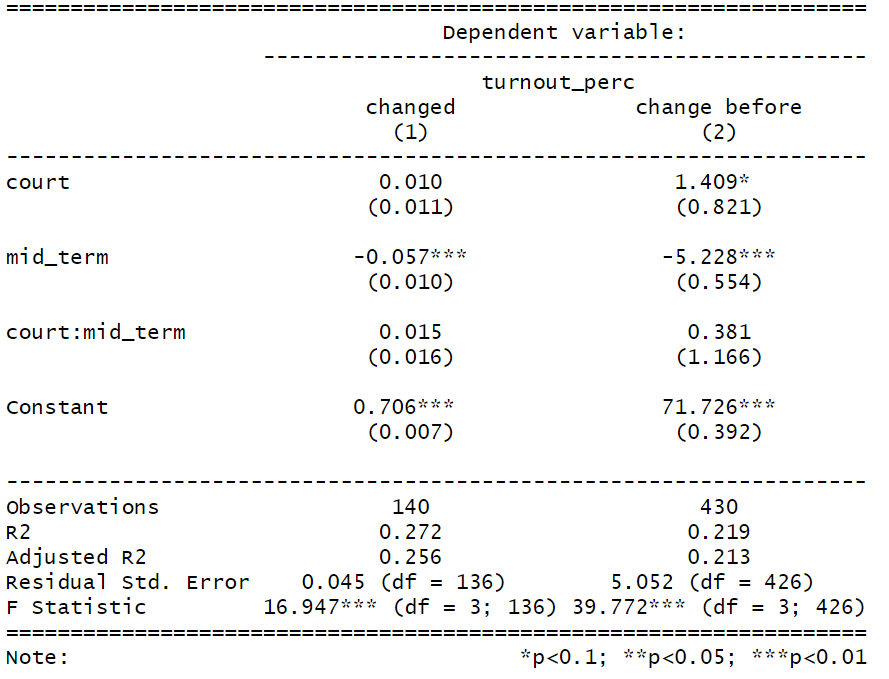 ===================================================================
Dependent variable:
-----------------------------------------------
turnout_perc
changed change before
(1) (2)
-------------------------------------------------------------------
court 0.010 1.409*
(0.011) (0.821)
mid_term -0.057*** -5.228***
(0.010) (0.554)
court:mid_term 0.015 0.381
(0.016) (1.166)
Constant 0.706*** 71.726***
(0.007) (0.392)
-------------------------------------------------------------------
Observations 140 430
R2 0.272 0.219
Adjusted R2 0.256 0.213
Residual Std. Error 0.045 (df = 136) 5.052 (df = 426)
F Statistic 16.947*** (df = 3; 136) 39.772*** (df = 3; 426)
===================================================================
Note: *p<0.1; **p<0.05; ***p<0.01